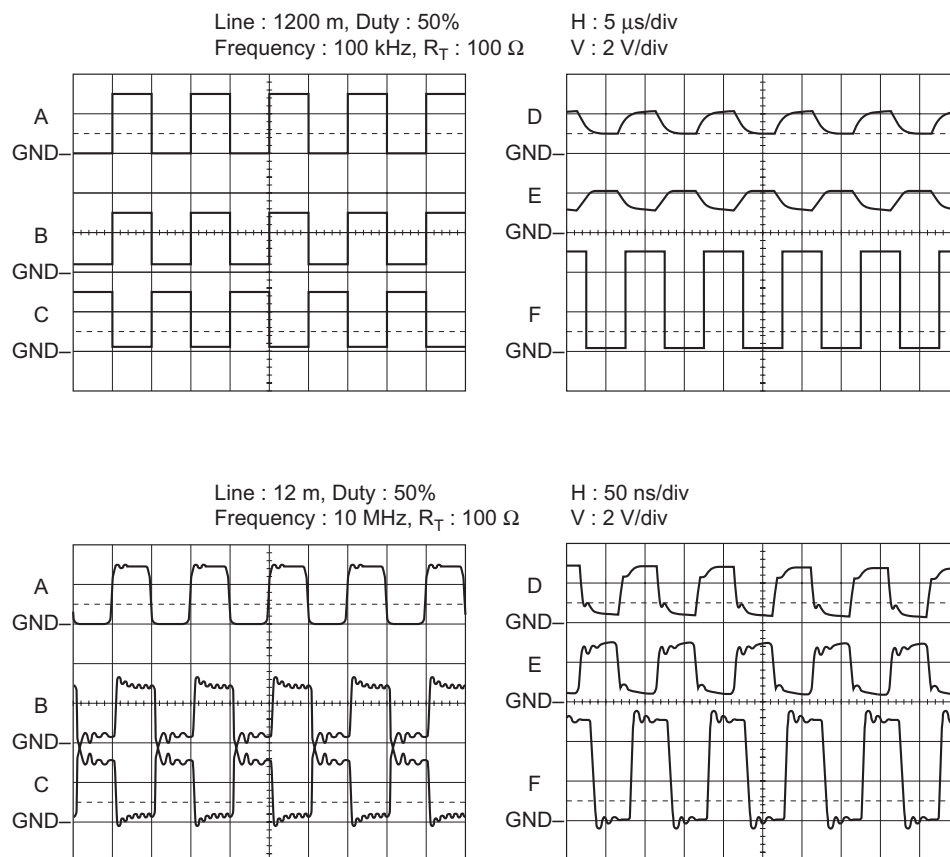 Line : 1200 m, Duty : 50%
Frequency : 100 kHz, RT : 100 Ω
H : 5 μs/div
V : 2 V/div
A
GND
B
GND
C
GND
D
GND
E
GND
F
GND
Line : 12 m, Duty : 50%
Frequency : 10 MHz, RT : 100 Ω
H : 50 ns/div
V : 2 V/div
A
GND
B
GND
C
GND
D
GND
E
GND
F
GND